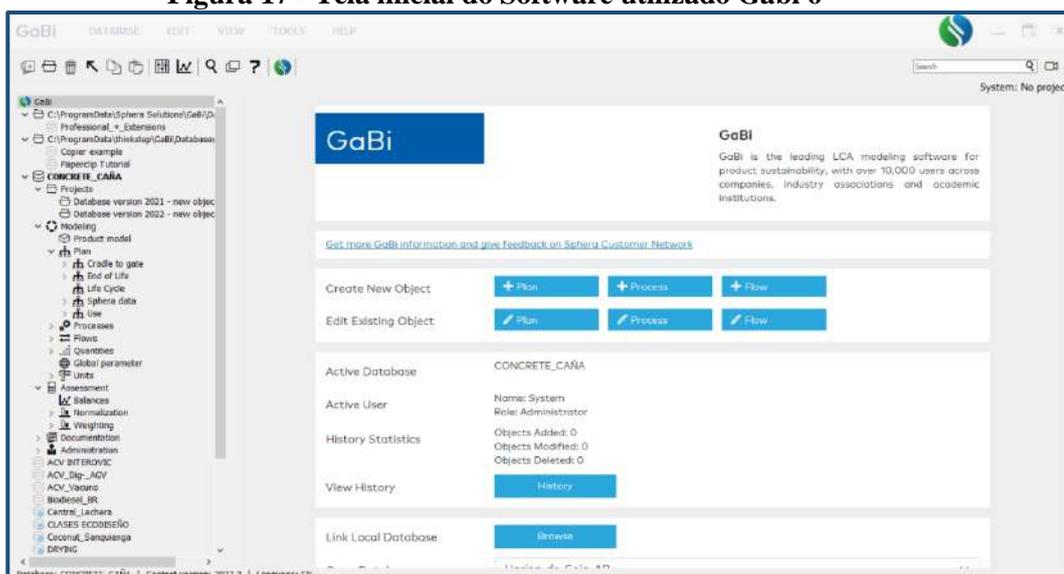 Figura 17 - Tela inicial do Software utilizado GaBi 6
GaBi DATABASE EDIT VIEW TOOLS HELP
Search
System: No projec
GaBi
C:\ProgramData\Sphera Solutions\GaBi\D
Professional_+_Extensions
C:\ProgramData\thinkstep\GaBi\Databases
Copier example
Paperclip Tutorial
CONCRETE_CAÑA
Projects
Database version 2021 - new objec
Database version 2022 - new objec
Modeling
Product model
Plan
Cradle to gate
End of Life
Life Cycle
Sphera data
Use
Processes
Flows
Quantities
Global parameter
Units
Assessment
Balances
Normalization
Weighting
Documentation
Administration
ACV INTEROVIC
ACV_Dig-_AGV
ACV_Vacuno
Biodiesel_BR
Central_Lechera
CLASES ECODISEÑO
Coconut_Sanquianga
DRYING
GaBi
GaBi
GaBi is the leading LCA modeling software for
product sustainability, with over 10,000 users across
companies, industry associations and academic
institutions.
Get more GaBi information and give feedback on Sphera Customer Network
Create New Object + Plan + Process + Flow
Edit Existing Object Plan Process Flow
Active Database CONCRETE_CAÑA
Active User Name: System
Role: Administrator
History Statistics Objects Added: 0
Objects Modified: 0
Objects Deleted: 0
View History History
Link Local Database Browse